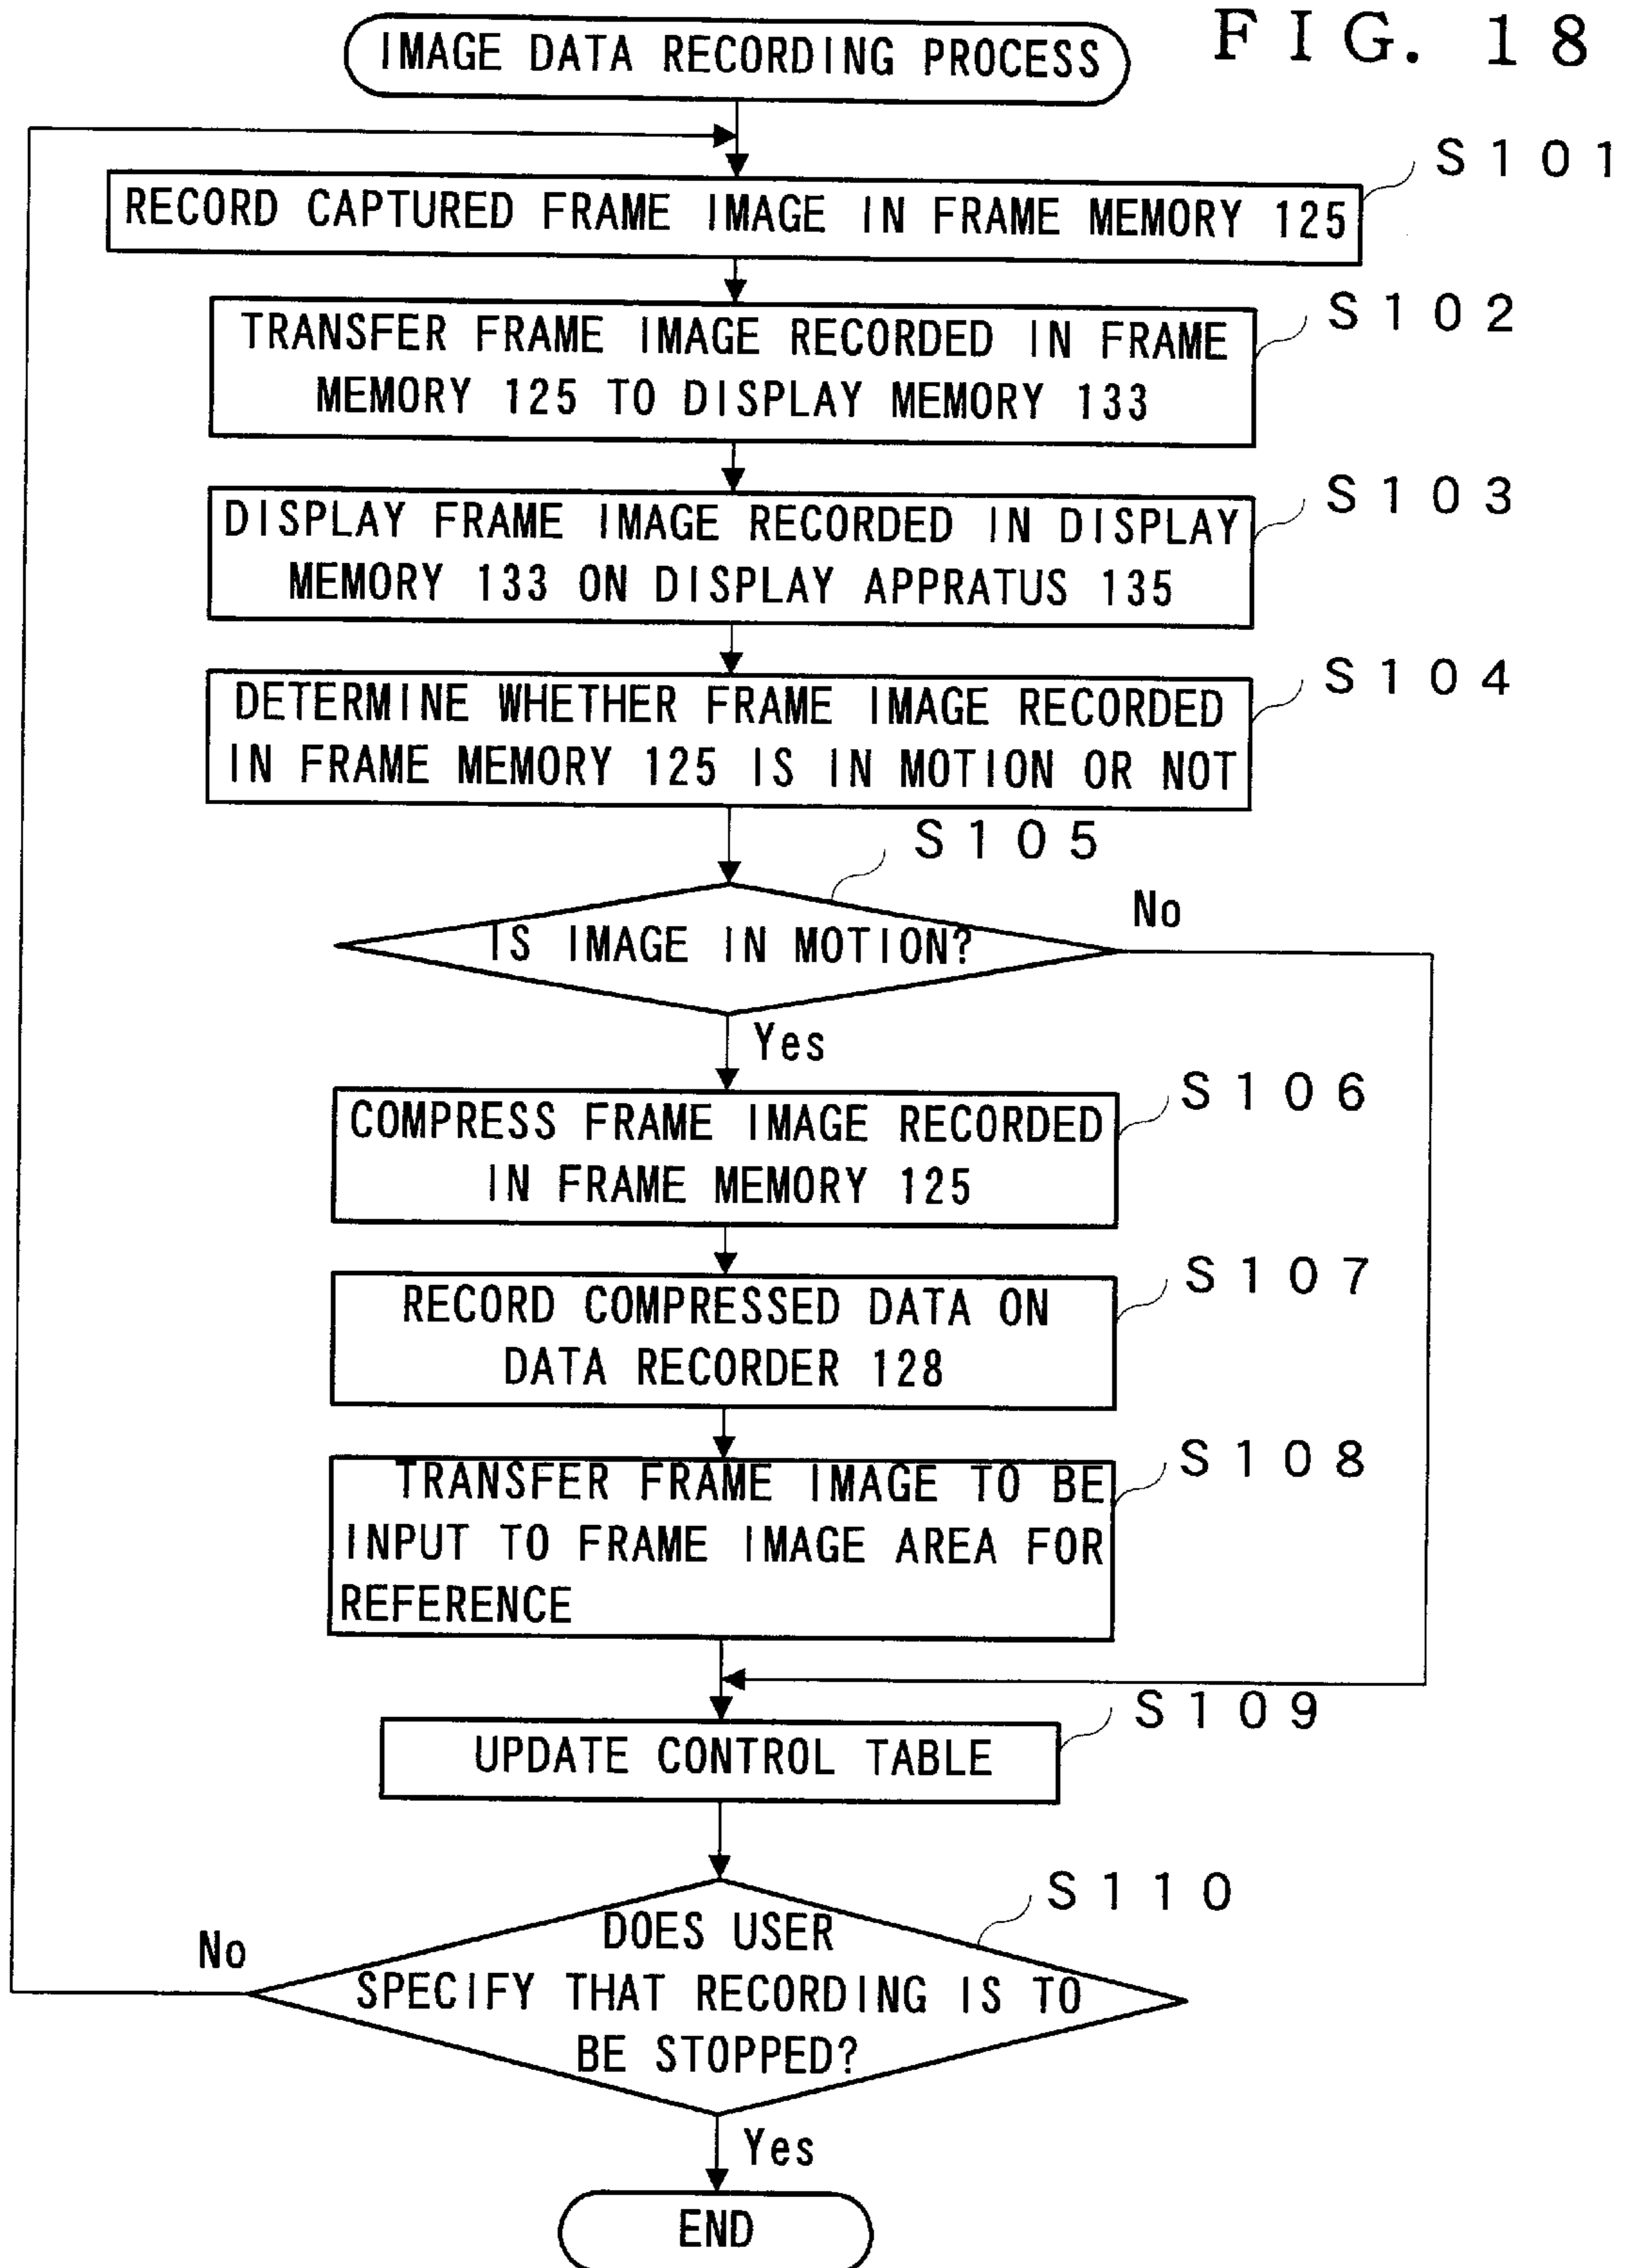 FIG. 18
IMAGE DATA RECORDING PROCESS
S101
RECORD CAPTURED FRAME IMAGE IN FRAME MEMORY 125
S102
TRANSFER FRAME IMAGE RECORDED IN FRAME
MEMORY 125 TO DISPLAY MEMORY 133
S103
DISPLAY FRAME IMAGE RECORDED IN DISPLAY
MEMORY 133 ON DISPLAY APPRATUS 135
S104
DETERMINE WHETHER FRAME IMAGE RECORDED
IN FRAME MEMORY 125 IS IN MOTION OR NOT
S105
No
IS IMAGE IN MOTION?
Yes
S106
COMPRESS FRAME IMAGE RECORDED
IN FRAME MEMORY 125
S107
RECORD COMPRESSED DATA ON
DATA RECORDER 128
S108
TRANSFER FRAME IMAGE TO BE
INPUT TO FRAME IMAGE AREA FOR
REFERENCE
S109
UPDATE CONTROL TABLE
S110
No
DOES USER
SPECIFY THAT RECORDING IS TO
BE STOPPED?
Yes
END